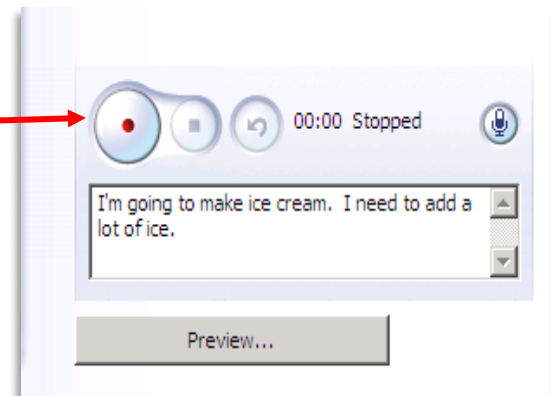 00:00 Stopped
I'm going to make ice cream.  I need to add a
lot of ice.
Preview...